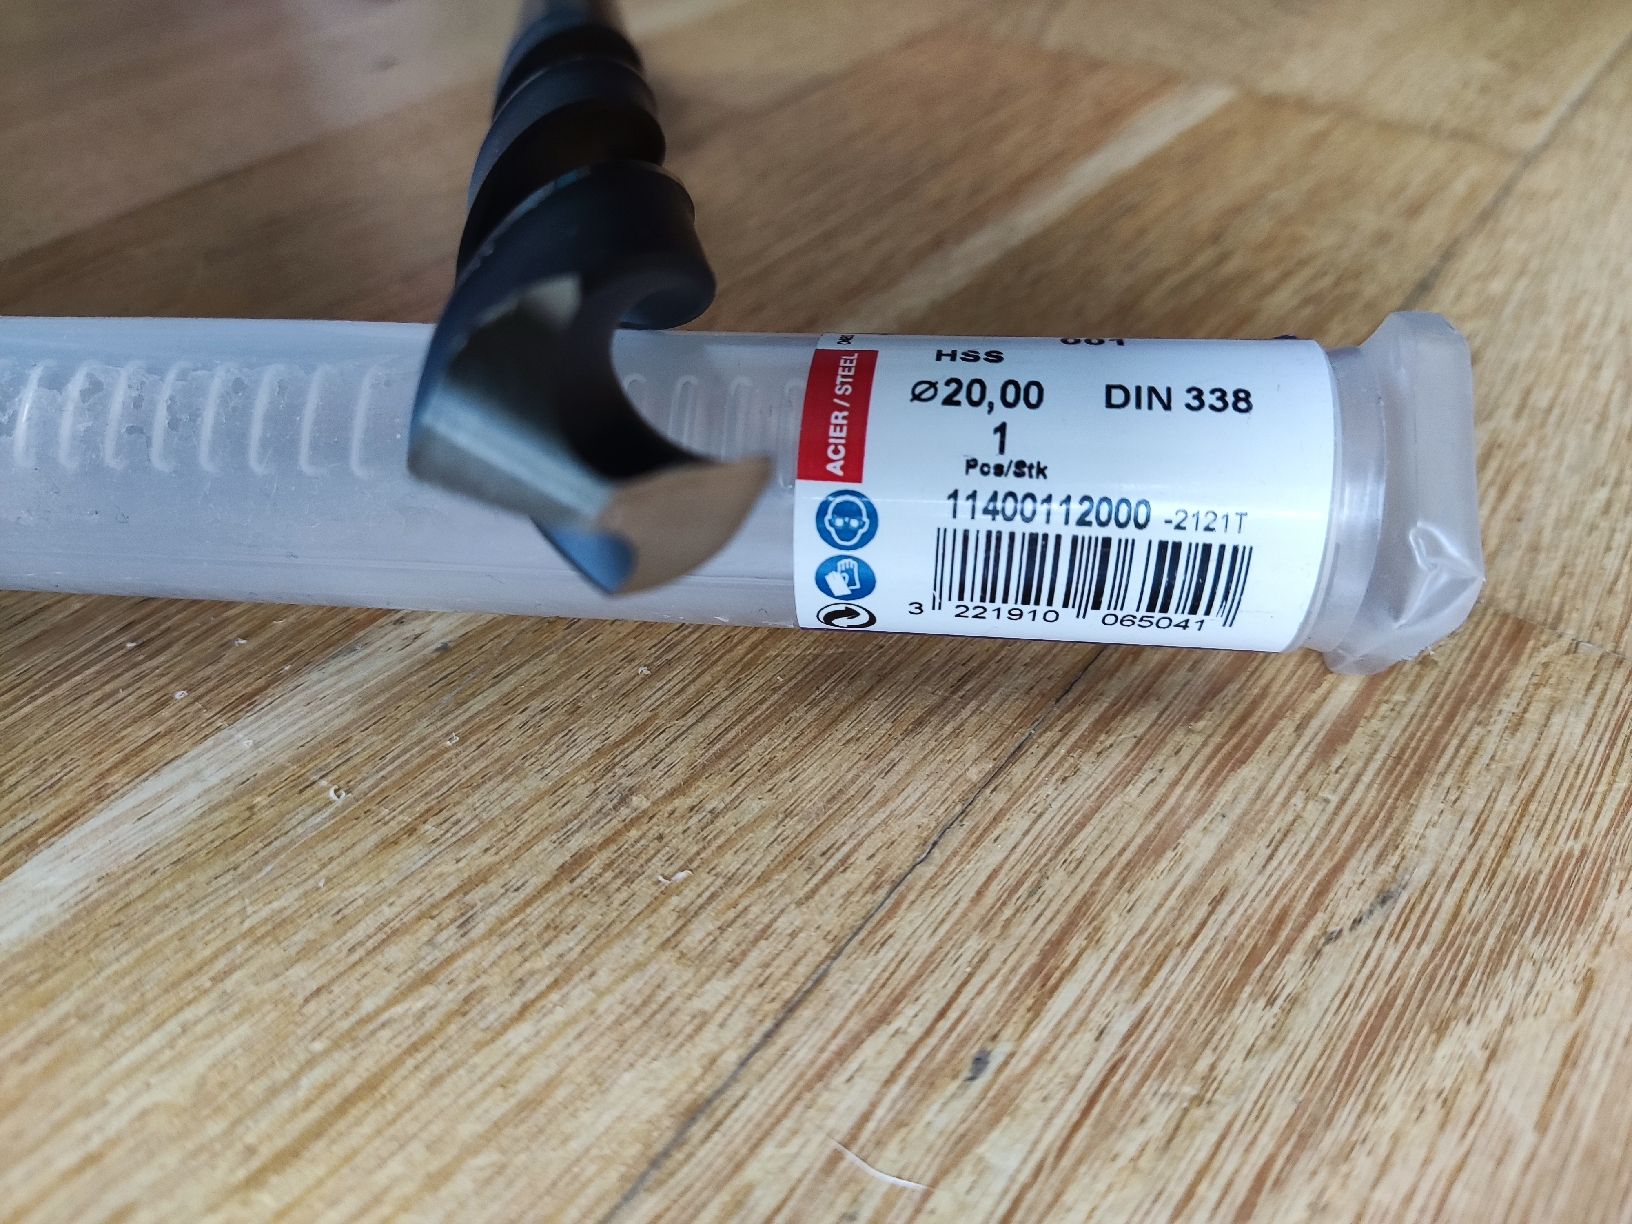 HSS
⌀20,00 DIN 338
1
Pcs/Stk
11400112000 -2121T
3 221910 065041
ACIER / STEEL